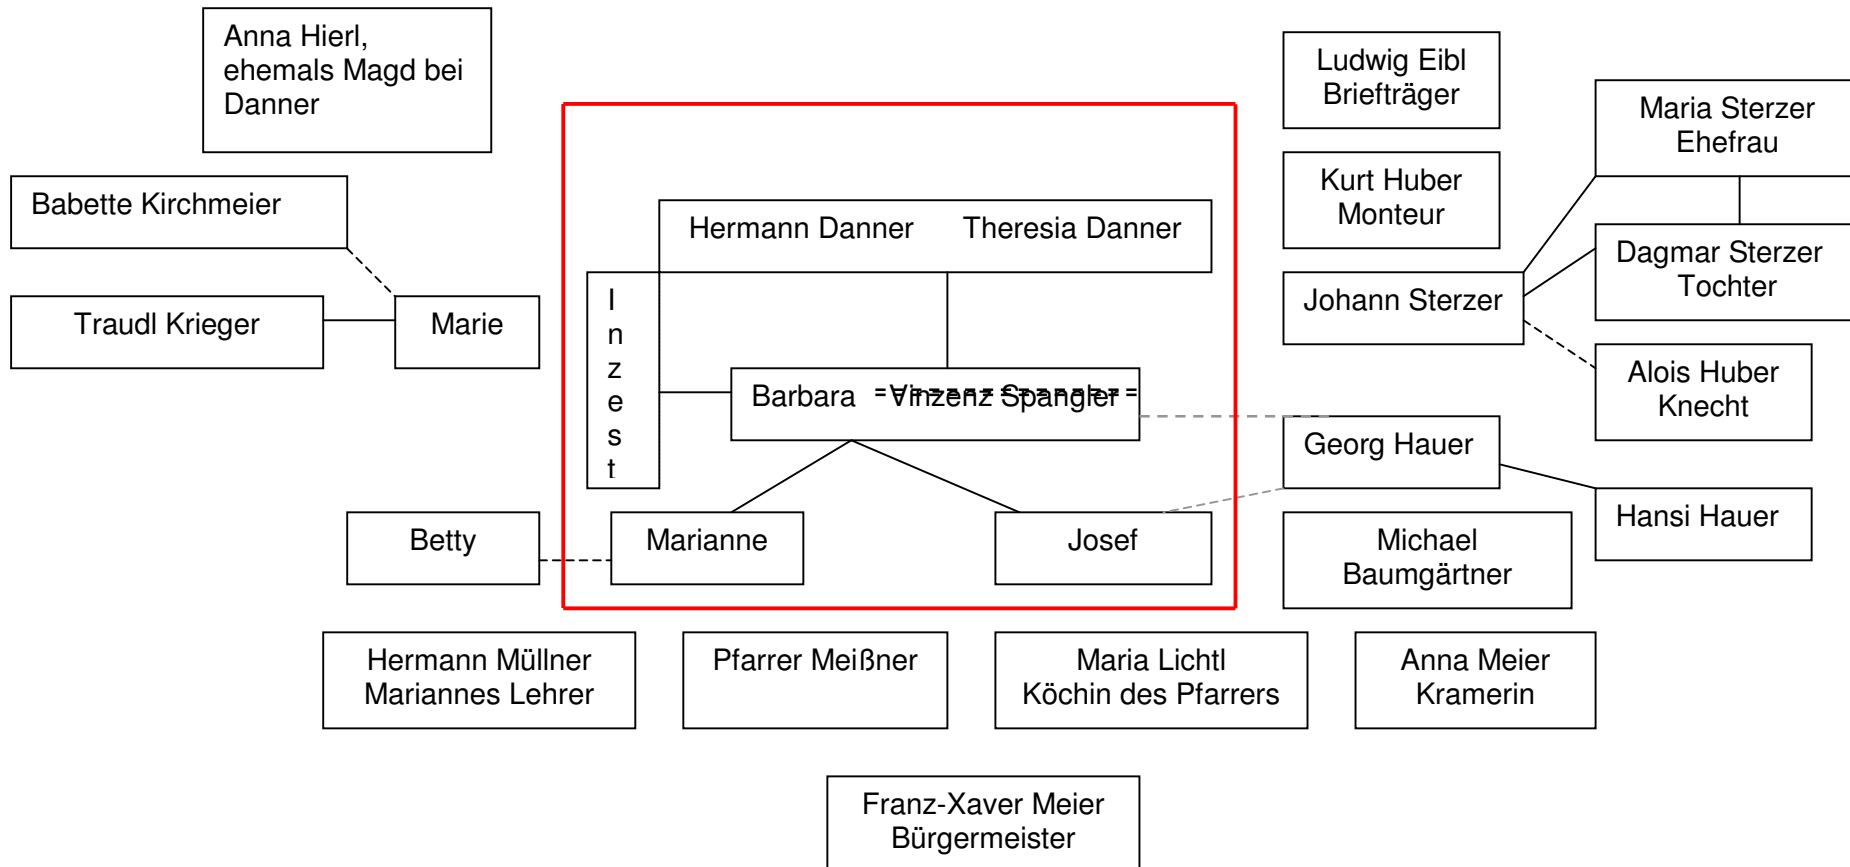 Anna Hierl,
ehemals Magd bei
Danner
Ludwig Eibl
Briefträger
Maria Sterzer
Ehefrau
Babette Kirchmeier
Kurt Huber
Monteur
Hermann Danner Theresia Danner
Dagmar Sterzer
Tochter
Johann Sterzer
Inzest
Traudl Krieger
Marie
Alois Huber
Knecht
Barbara Vinzenz Spangler
Georg Hauer
Hansi Hauer
Betty
Marianne
Josef
Michael
Baumgärtner
Hermann Müllner
Mariannes Lehrer
Pfarrer Meißner
Maria Lichtl
Köchin des Pfarrers
Anna Meier
Kramerin
Franz-Xaver Meier
Bürgermeister